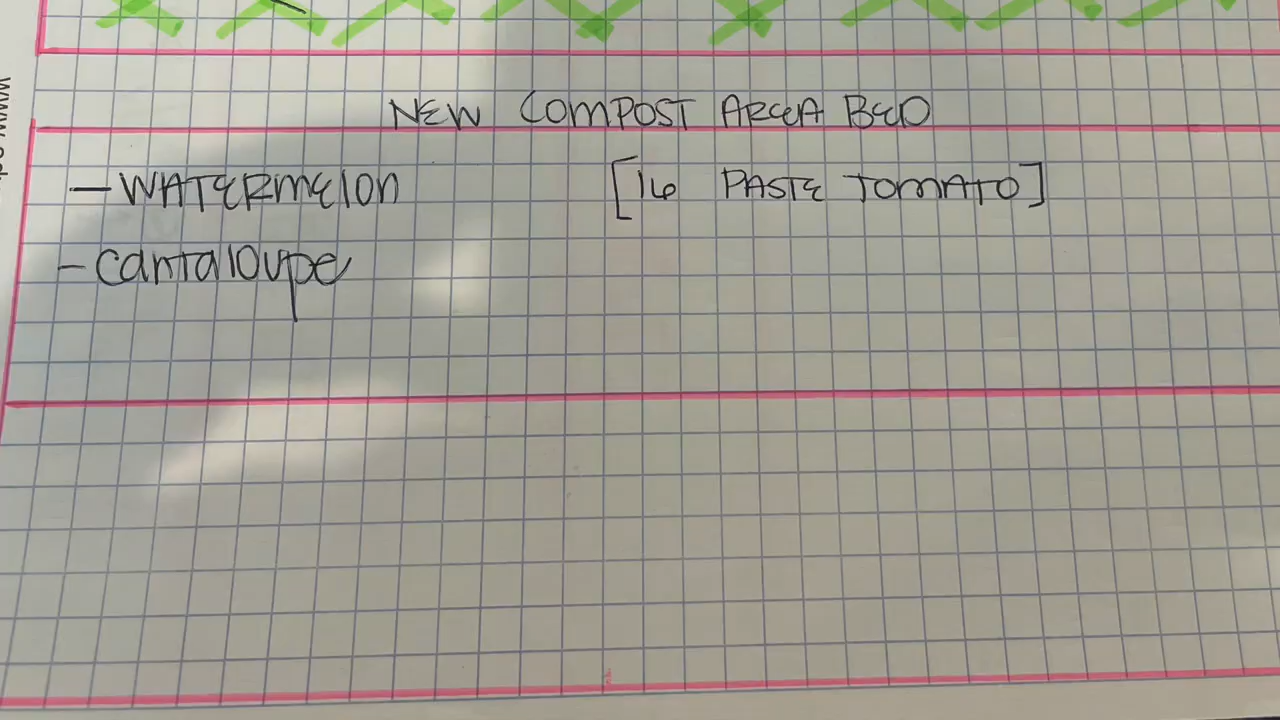 NEW COMPOST AREA BED
- WATERMELON [16 PASTE TOMATO]
- cantaloupe